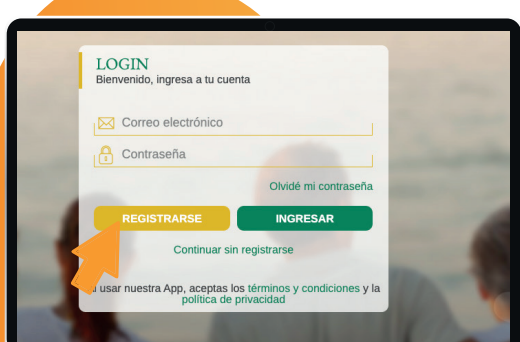 LOGIN
Bienvenido, ingresa a tu cuenta
Correo electrónico
Contraseña
Olvidé mi contraseña
REGISTRARSE INGRESAR
Continuar sin registrarse
usar nuestra App, aceptas los términos y condiciones y la
política de privacidad